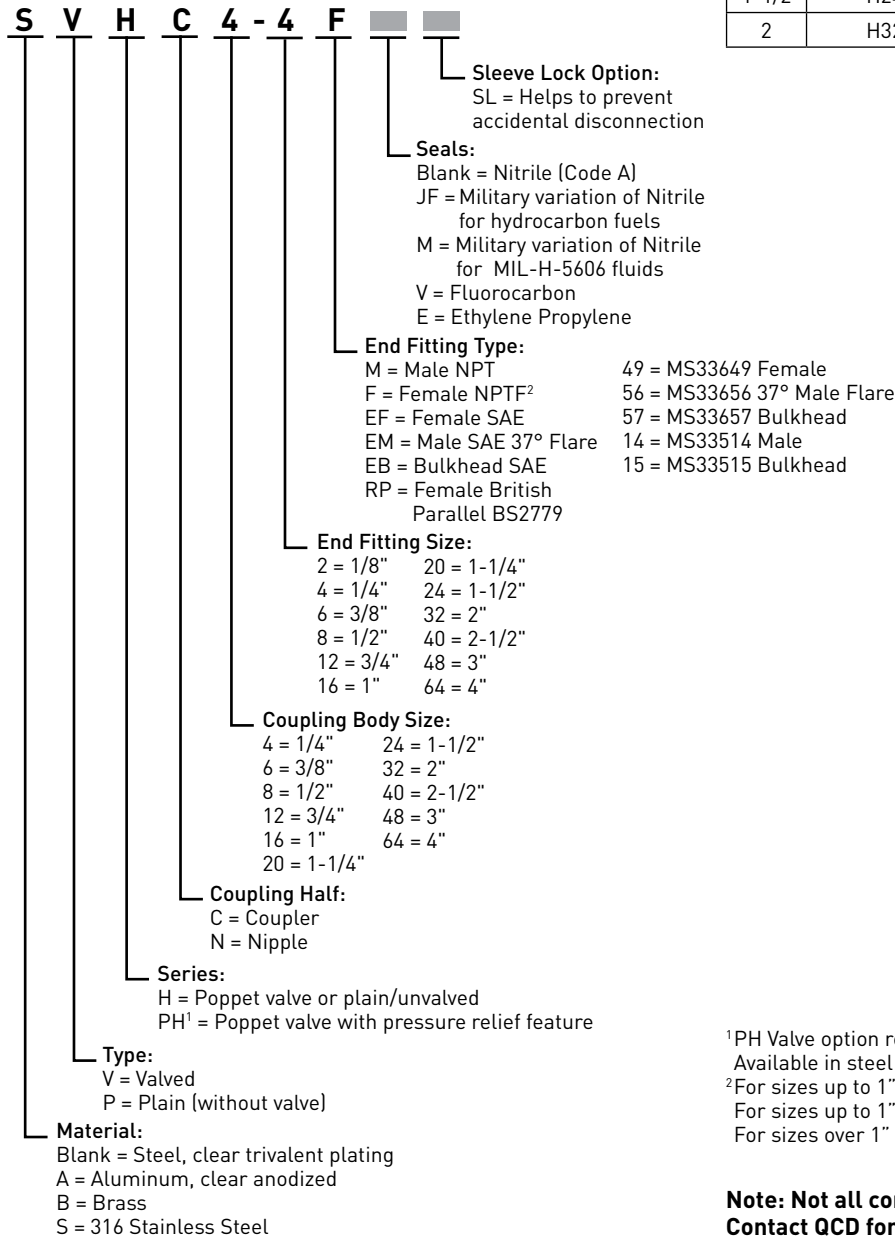 S V H C 4 - 4 F
1-1/2
2
Sleeve Lock Option:
SL = Helps to prevent
accidental disconnection
Seals:
Blank = Nitrile (Code A)
JF = Military variation of Nitrile
for hydrocarbon fuels
M = Military variation of Nitrile
for MIL-H-5606 fluids
V = Fluorocarbon
E = Ethylene Propylene
End Fitting Type:
M = Male NPT
F = Female NPTF²
EF = Female SAE
EM = Male SAE 37° Flare
EB = Bulkhead SAE
RP = Female British
Parallel BS2779
49 = MS33649 Female
56 = MS33656 37° Male Flare
57 = MS33657 Bulkhead
14 = MS33514 Male
15 = MS33515 Bulkhead
End Fitting Size:
2 = 1/8" 20 = 1-1/4"
4 = 1/4" 24 = 1-1/2"
6 = 3/8" 32 = 2"
8 = 1/2" 40 = 2-1/2"
12 = 3/4" 48 = 3"
16 = 1" 64 = 4"
Coupling Body Size:
4 = 1/4" 24 = 1-1/2"
6 = 3/8" 32 = 2"
8 = 1/2" 40 = 2-1/2"
12 = 3/4" 48 = 3"
16 = 1" 64 = 4"
20 = 1-1/4"
Coupling Half:
C = Coupler
N = Nipple
Series:
H = Poppet valve or plain/unvalved
PH¹ = Poppet valve with pressure relief feature
Type:
V = Valved
P = Plain (without valve)
Material:
Blank = Steel, clear trivalent plating
A = Aluminum, clear anodized
B = Brass
S = 316 Stainless Steel
¹PH Valve option
Available in steel
²For sizes up to 1"
For sizes up to 1"
For sizes over 1"
Note: Not all
Contact QCD for